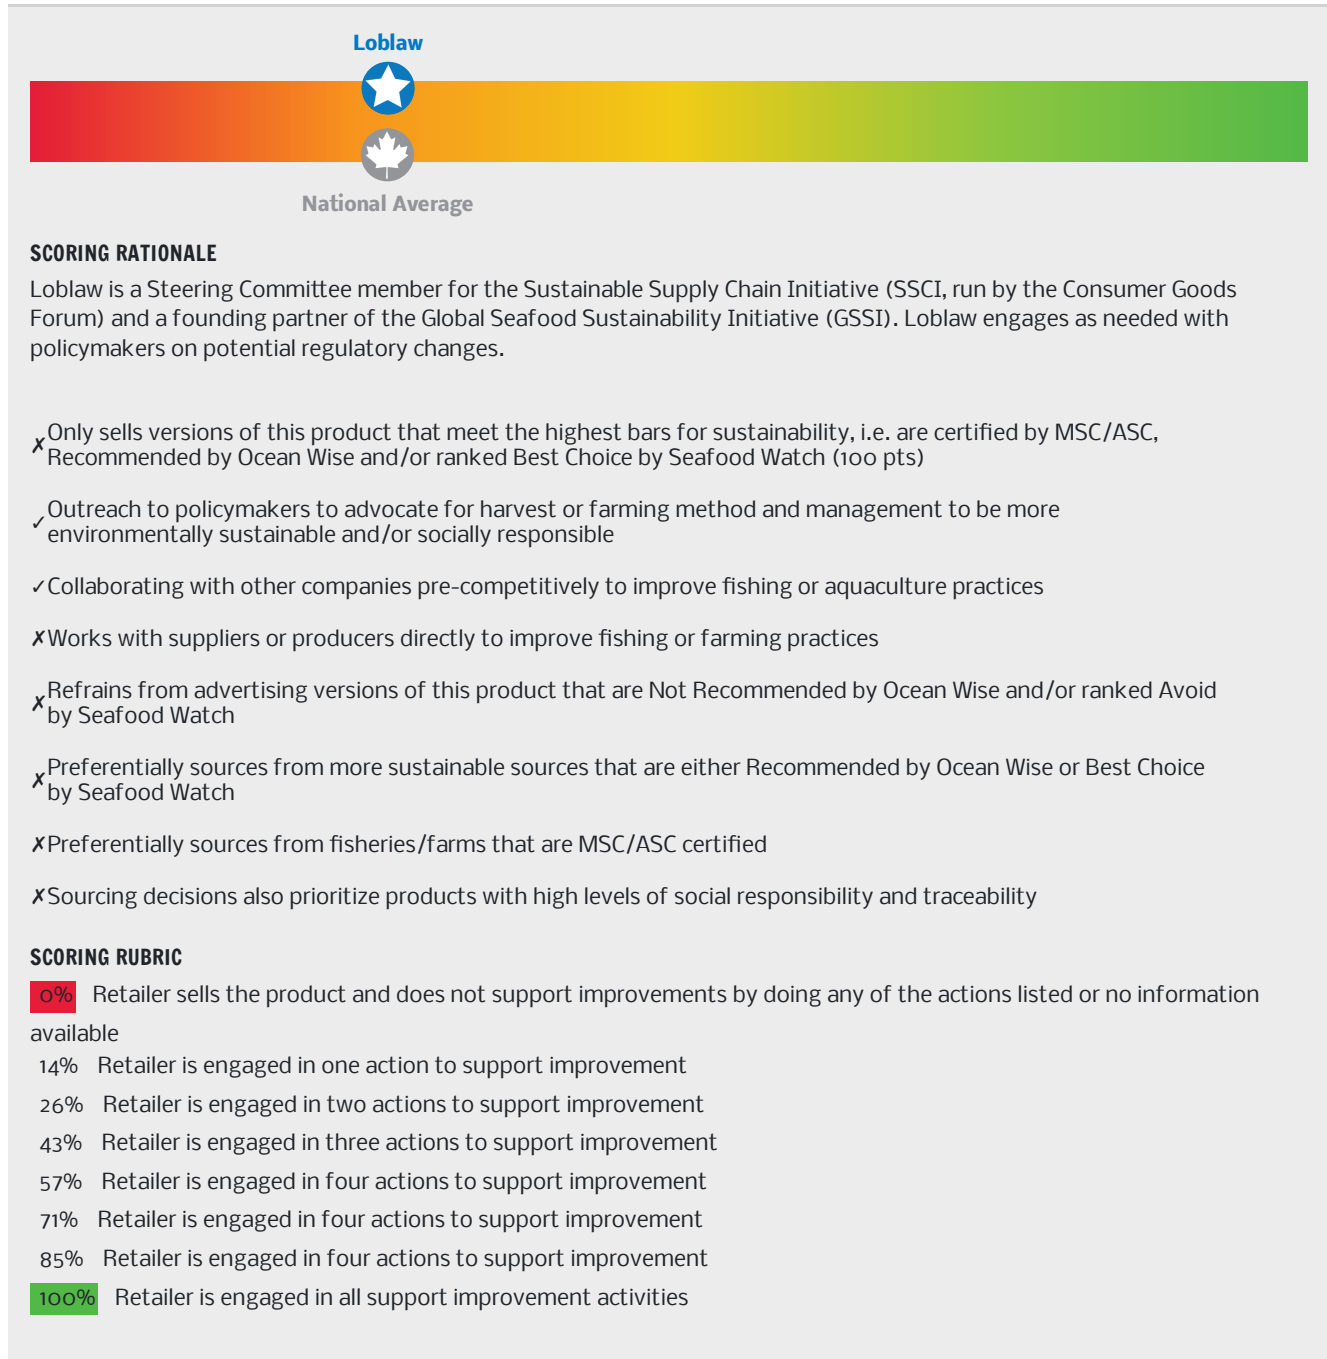 Loblaw
National Average
SCORING RATIONALE
Loblaw is a Steering Committee member for the Sustainable Supply Chain Initiative (SSCI, run by the Consumer Goods
Forum) and a founding partner of the Global Seafood Sustainability Initiative (GSSI). Loblaw engages as needed with
policymakers on potential regulatory changes.
✗Only sells versions of this product that meet the highest bars for sustainability, i.e. are certified by MSC/ASC,
Recommended by Ocean Wise and/or ranked Best Choice by Seafood Watch (100 pts)
✓Outreach to policymakers to advocate for harvest or farming method and management to be more
environmentally sustainable and/or socially responsible
✓Collaborating with other companies pre-competitively to improve fishing or aquaculture practices
✗Works with suppliers or producers directly to improve fishing or farming practices
✗Refrains from advertising versions of this product that are Not Recommended by Ocean Wise and/or ranked Avoid
by Seafood Watch
✗Preferentially sources from more sustainable sources that are either Recommended by Ocean Wise or Best Choice
by Seafood Watch
✗Preferentially sources from fisheries/farms that are MSC/ASC certified
✗Sourcing decisions also prioritize products with high levels of social responsibility and traceability
SCORING RUBRIC
0% Retailer sells the product and does not support improvements by doing any of the actions listed or no information
available
14% Retailer is engaged in one action to support improvement
26% Retailer is engaged in two actions to support improvement
43% Retailer is engaged in three actions to support improvement
57% Retailer is engaged in four actions to support improvement
71% Retailer is engaged in four actions to support improvement
85% Retailer is engaged in four actions to support improvement
100% Retailer is engaged in all support improvement activities